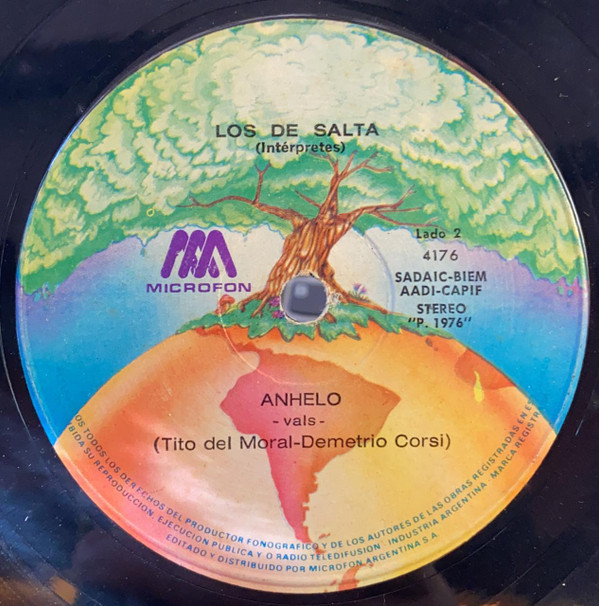 LOS DE SALTA
(Intérpretes)
Lado 2
4176
MICROFON
SADAIC-BIEM
AADI-CAPIF
STEREO
"P. 1976"
ANHELO
- vals -
(Tito del Moral-Demetrio Corsi)
OS TODOS LOS DERECHOS DEL PRODUCTOR FONOGRAFICO Y DE LOS AUTORES DE LAS OBRAS REGISTRADAS EN E
BIDA SU REPRODUCCION EJECUCION PUBLICA Y O RADIO TELEDIFUSION INDUSTRIA ARGENTINA - MARCA REGISTR
EDITADO Y DISTRIBUIDO POR MICROFON ARGENTINA S A